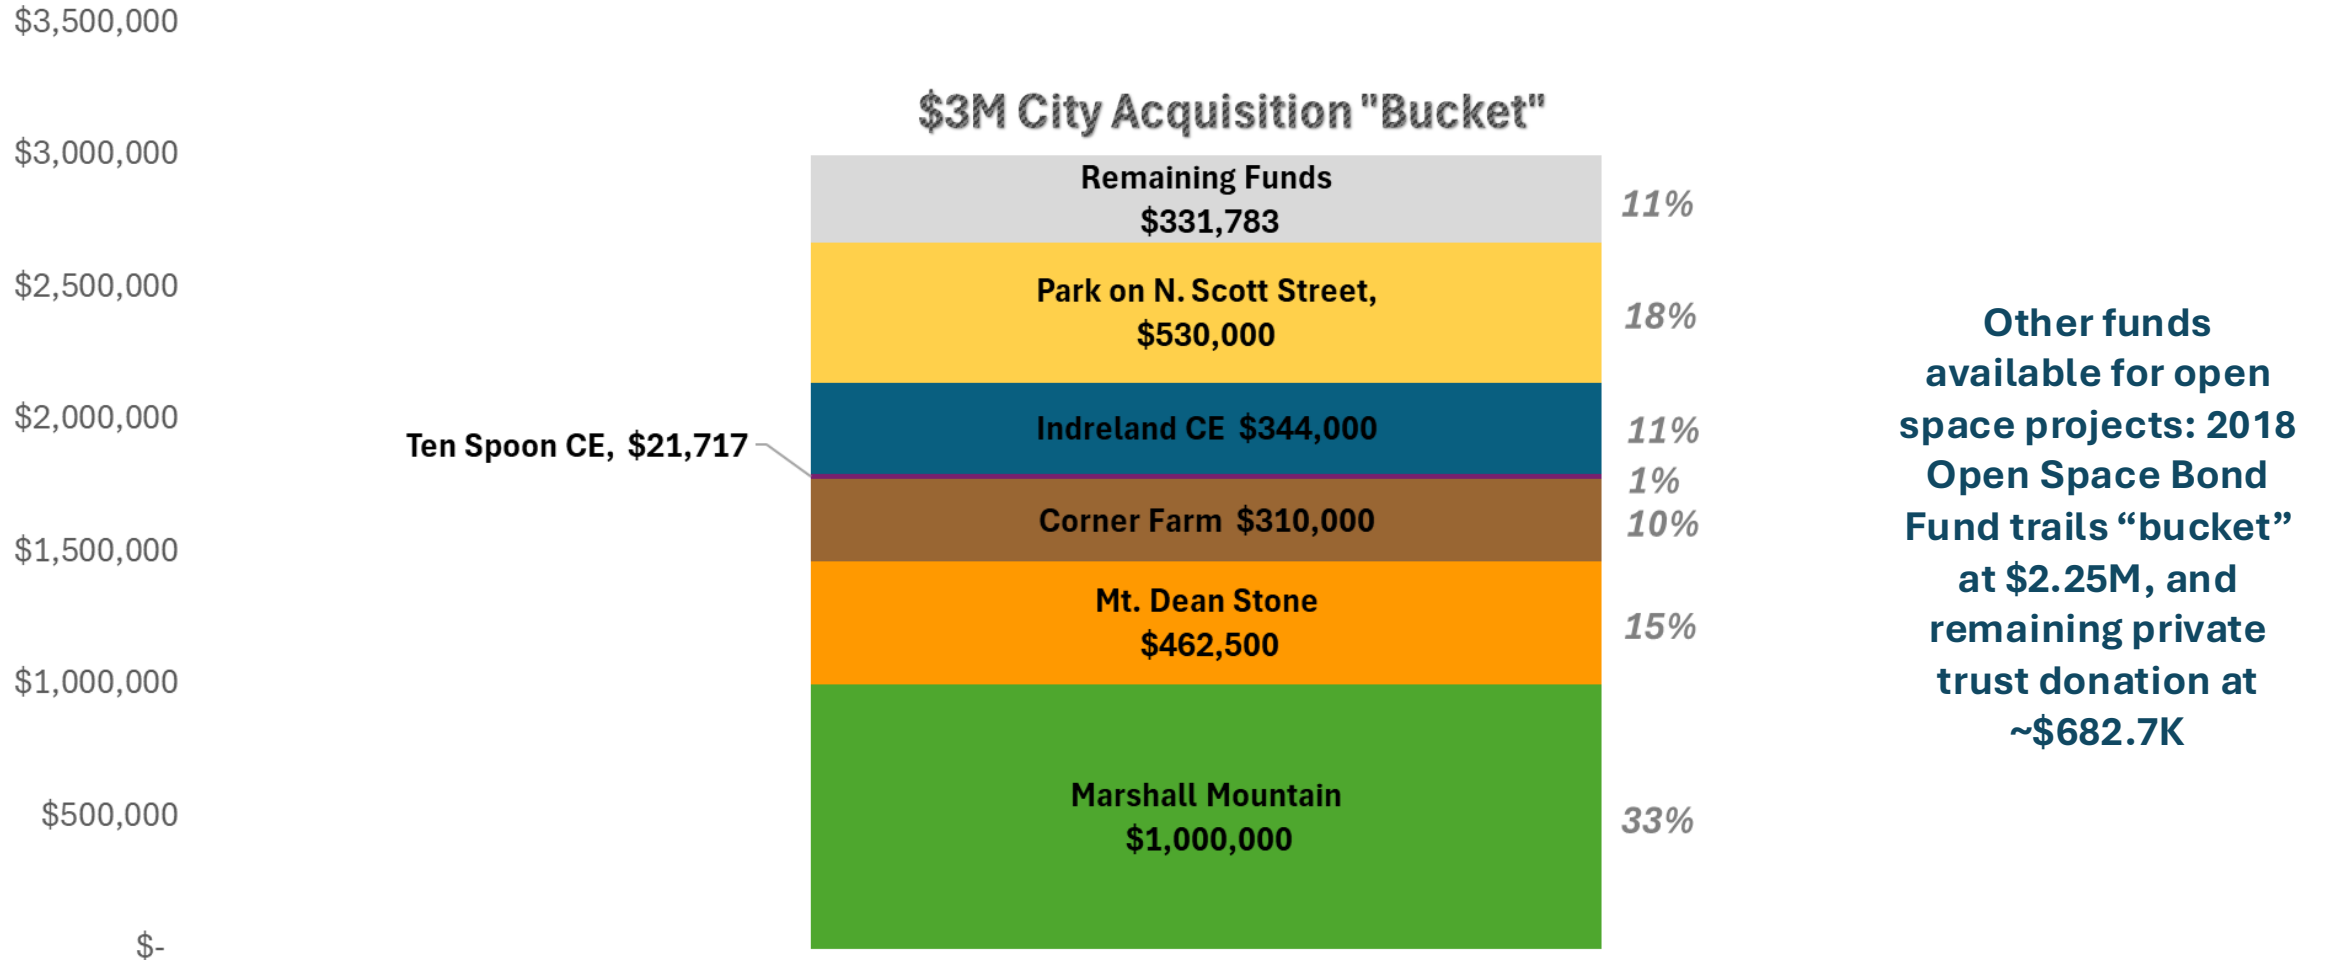 $3,500,000
$3,000,000
$2,500,000
$2,000,000
$1,500,000
$1,000,000
$500,000
$-
$3M City Acquisition "Bucket"
Remaining Funds
$331,783
11%
Park on N. Scott Street,
$530,000
18%
Indreland CE $344,000
11%
Ten Spoon CE, $21,717
1%
Corner Farm $310,000
10%
Mt. Dean Stone
$462,500
15%
Marshall Mountain
$1,000,000
33%
Other funds
available for open
space projects: 2018
Open Space Bond
Fund trails “bucket”
at $2.25M, and
remaining private
trust donation at
~$682.7K